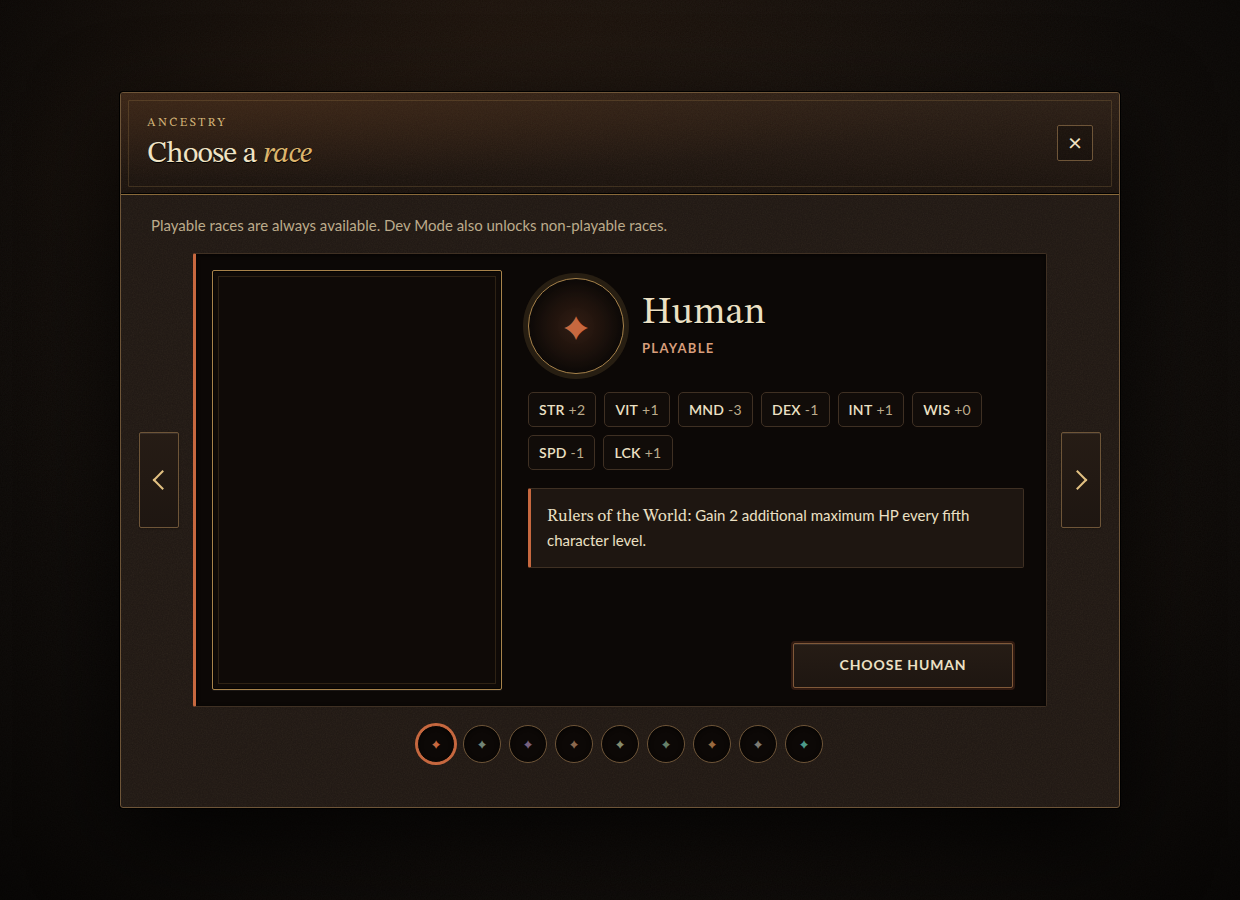 ANCESTRY
Choose a race
Playable races are always available. Dev Mode also unlocks non-playable races.
Human
PLAYABLE
STR +2 VIT +1 MND -3 DEX -1 INT +1 WIS +0
SPD -1 LCK +1
Rulers of the World: Gain 2 additional maximum HP every fifth
character level.
CHOOSE HUMAN